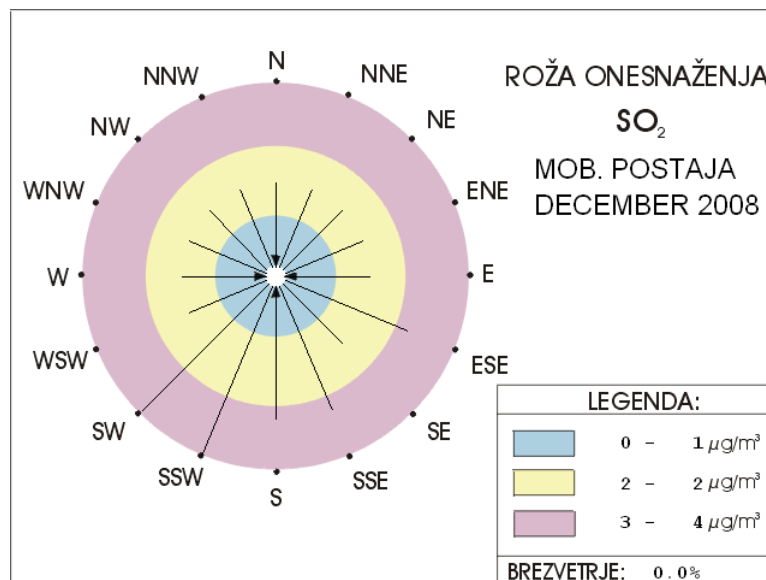 ROŽA ONESNAŽENJA
SO₂
MOB. POSTAJA
DECEMBER 2008
N
NNE
NE
ENE
E
ESE
SE
SSE
S
SSW
SW
WSW
W
WNW
NW
NNW
LEGENDA:
0 - 1 µg/m³
2 - 2 µg/m³
3 - 4 µg/m³
BREZVETRJE: 0.0%